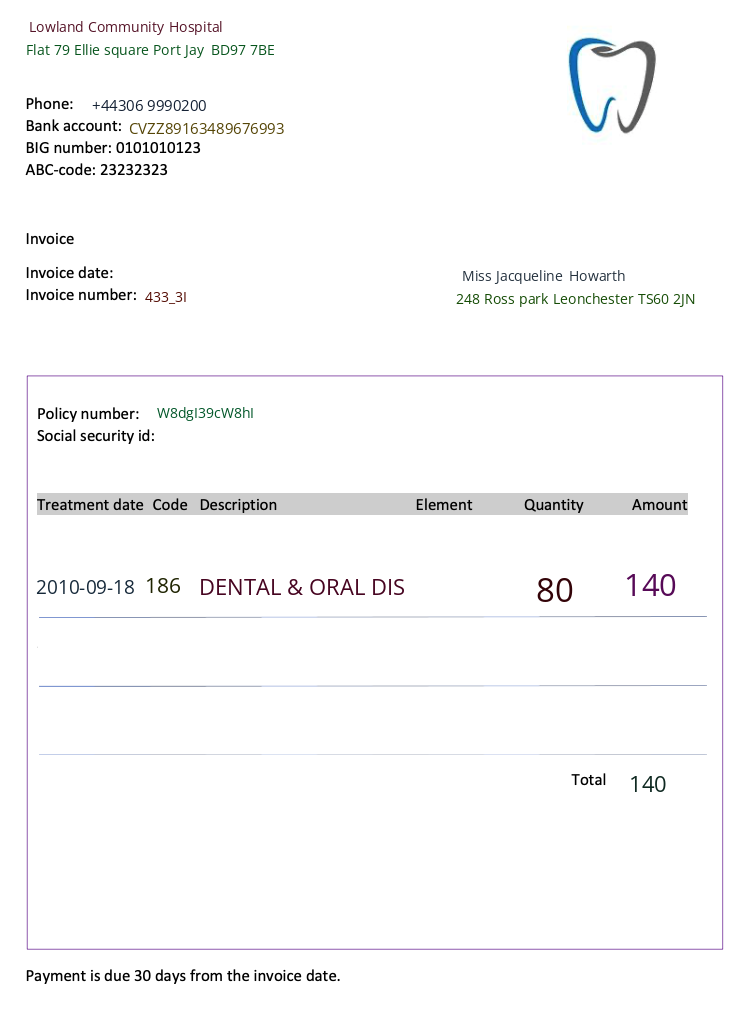 Lowland Community Hospital
Flat 79 Ellie square Port Jay BD97 7BE
Phone: +44306 9990200
Bank account: CVZZ89163489676993
BIG number: 0101010123
ABC-code: 23232323
Invoice
Invoice date:
Invoice number: 433_3I
Miss Jacqueline Howarth
248 Ross park Leonchester TS60 2JN
Policy number: W8dgI39cW8hI
Social security id:
Treatment date Code Description Element Quantity Amount
2010-09-18 186 DENTAL & ORAL DIS 80 140
Total 140
Payment is due 30 days from the invoice date.